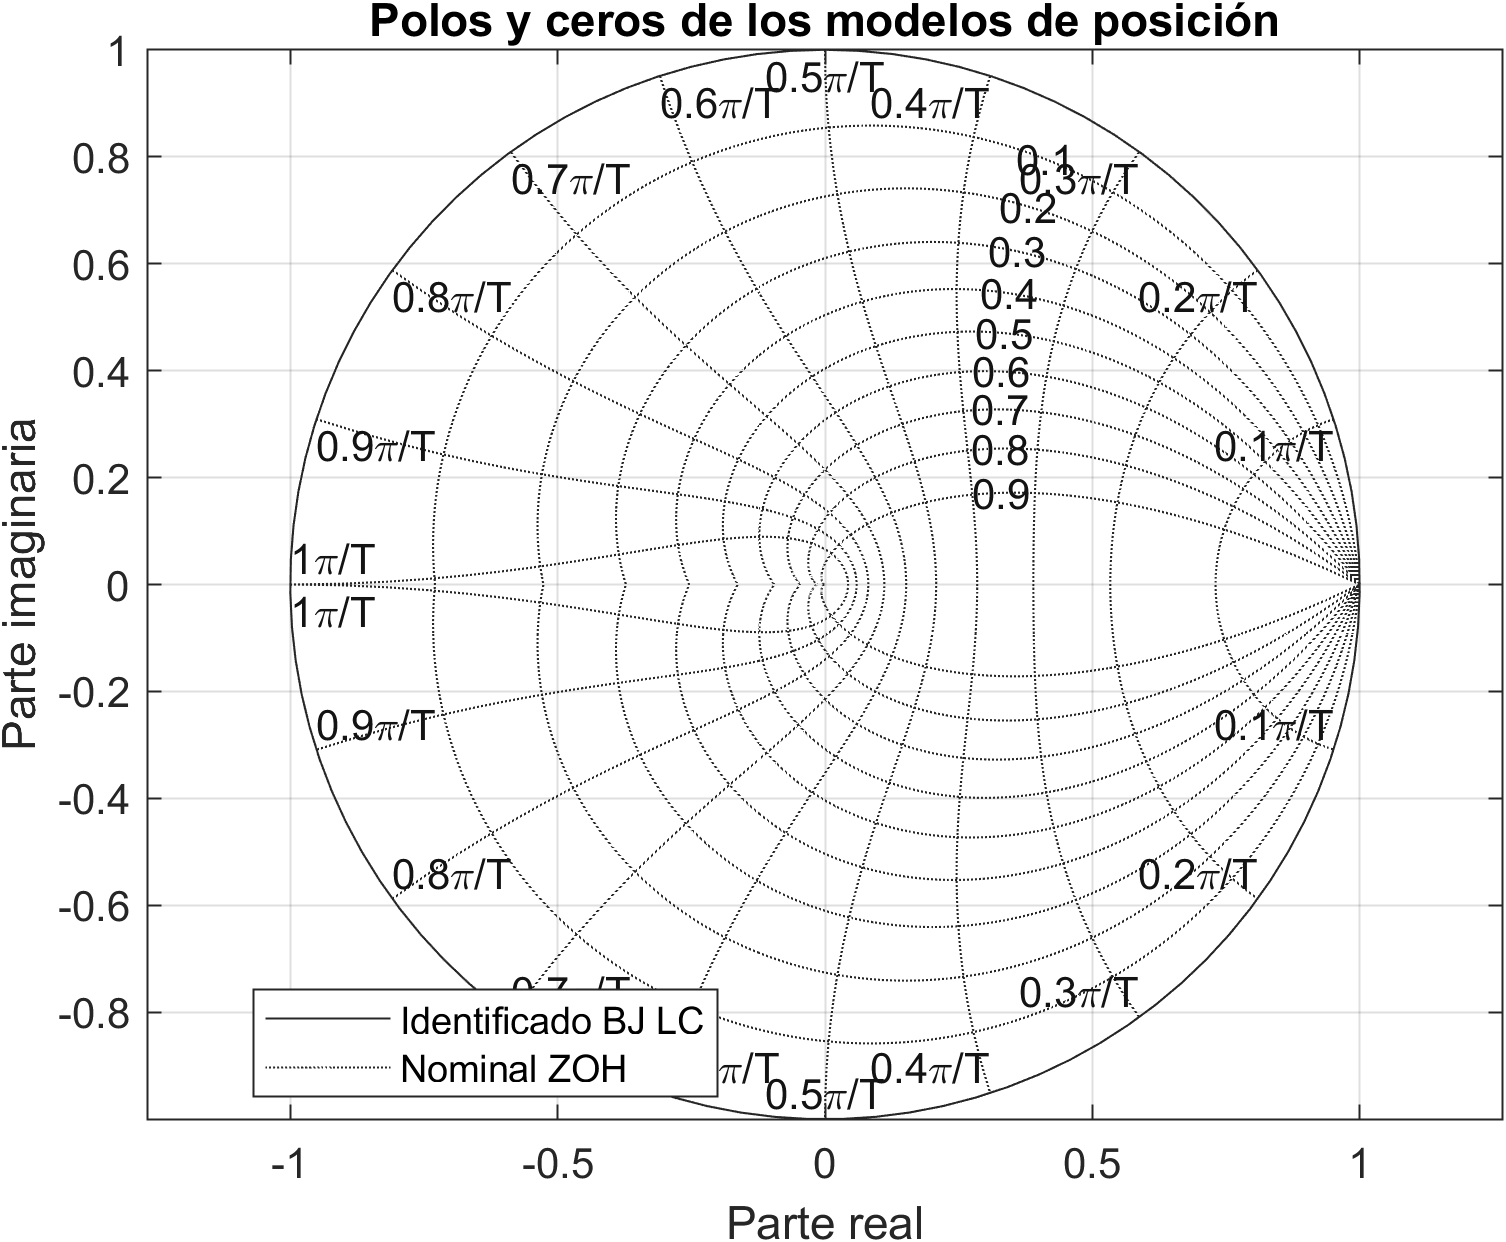 Polos y ceros de los modelos de posición
1
0.8
0.6
0.4
0.2
0
-0.2
-0.4
-0.6
-0.8
Parte imaginaria
0.5π/T
0.6π/T
0.4π/T
0.1
0.7π/T
0.3π/T
0.2
0.3
0.8π/T
0.4
0.2π/T
0.5
0.6
0.7
0.9π/T
0.8
0.1π/T
0.9
1π/T
1π/T
0.9π/T
0.1π/T
0.8π/T
0.2π/T
0.3π/T
π/T
0.4π/T
0.5π/T
Identificado BJ LC
Nominal ZOH
-1
-0.5
0
0.5
1
Parte real